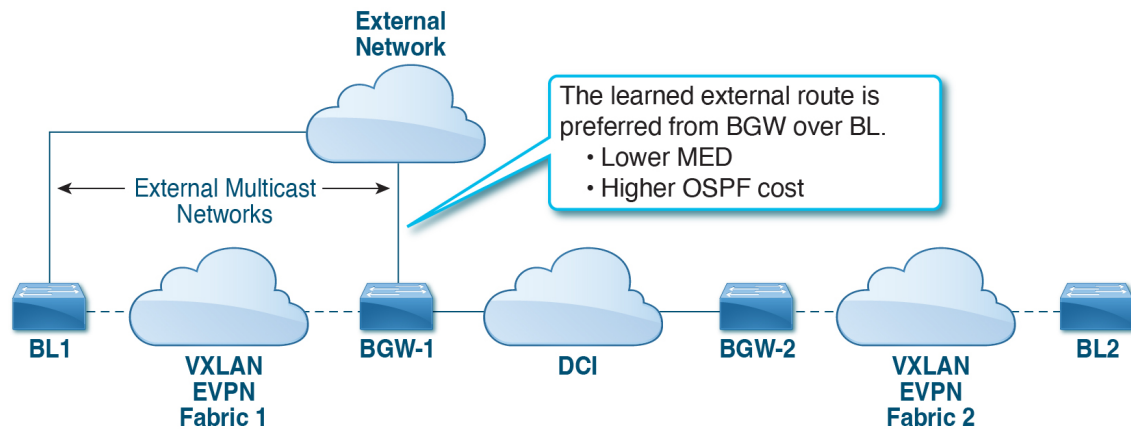 External
Network
The learned external route is
preferred from BGW over BL.
• Lower MED
• Higher OSPF cost
External Multicast
Networks
BL1
VXLAN
EVPN
Fabric 1
BGW-1
DCI
BGW-2
VXLAN
EVPN
Fabric 2
BL2